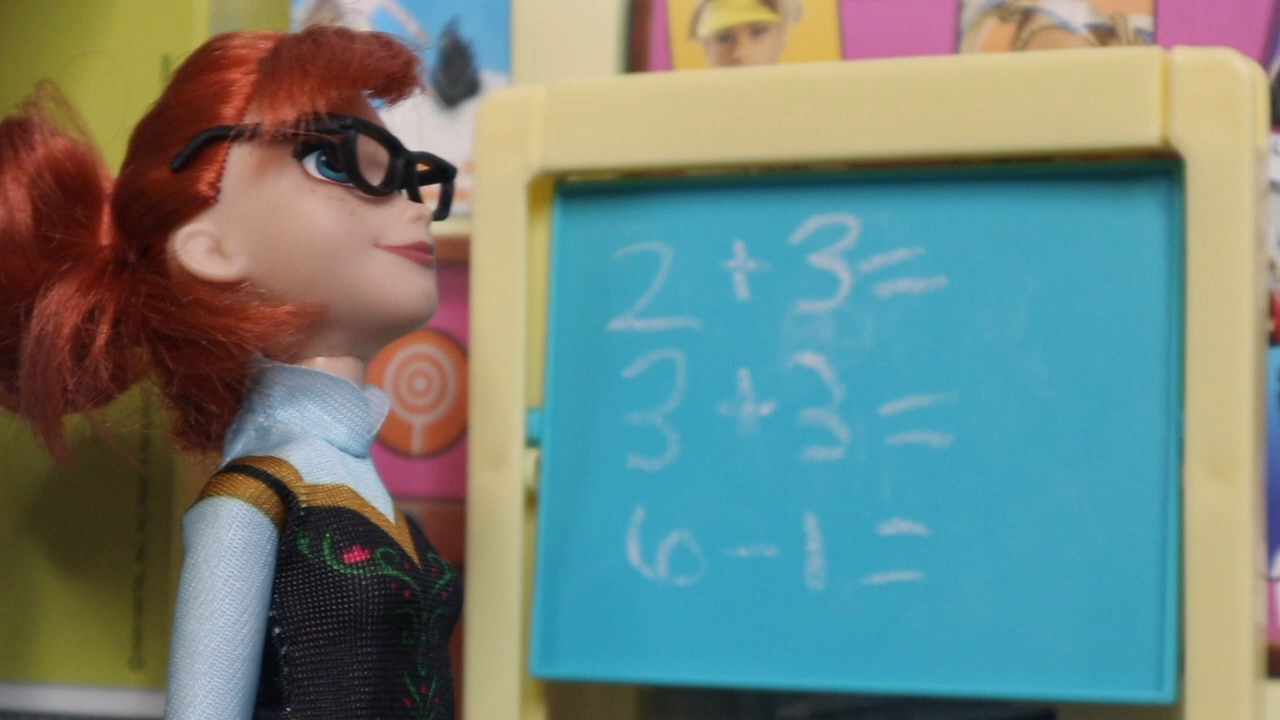 2 + 3 =
3 + 3 =
6 - 1 =